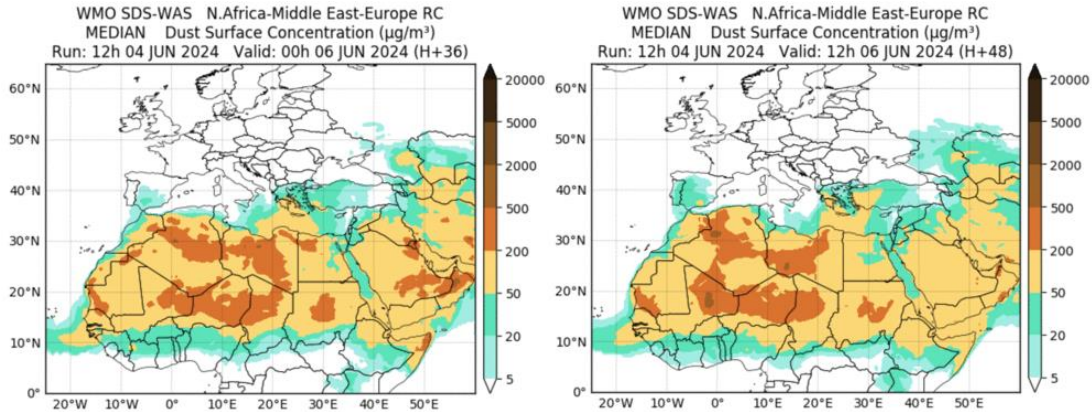 WMO SDS-WAS   N.Africa-Middle East-Europe RC
MEDIAN   Dust Surface Concentration (µg/m³)
Run: 12h 04 JUN 2024   Valid: 00h 06 JUN 2024 (H+36)
60°N
50°N
40°N
30°N
20°N
10°N
0°
20°W 10°W 0° 10°E 20°E 30°E 40°E 50°E
20000
5000
2000
500
200
50
20
5
WMO SDS-WAS   N.Africa-Middle East-Europe RC
MEDIAN   Dust Surface Concentration (µg/m³)
Run: 12h 04 JUN 2024   Valid: 12h 06 JUN 2024 (H+48)
60°N
50°N
40°N
30°N
20°N
10°N
0°
20°W 10°W 0° 10°E 20°E 30°E 40°E 50°E
20000
5000
2000
500
200
50
20
5